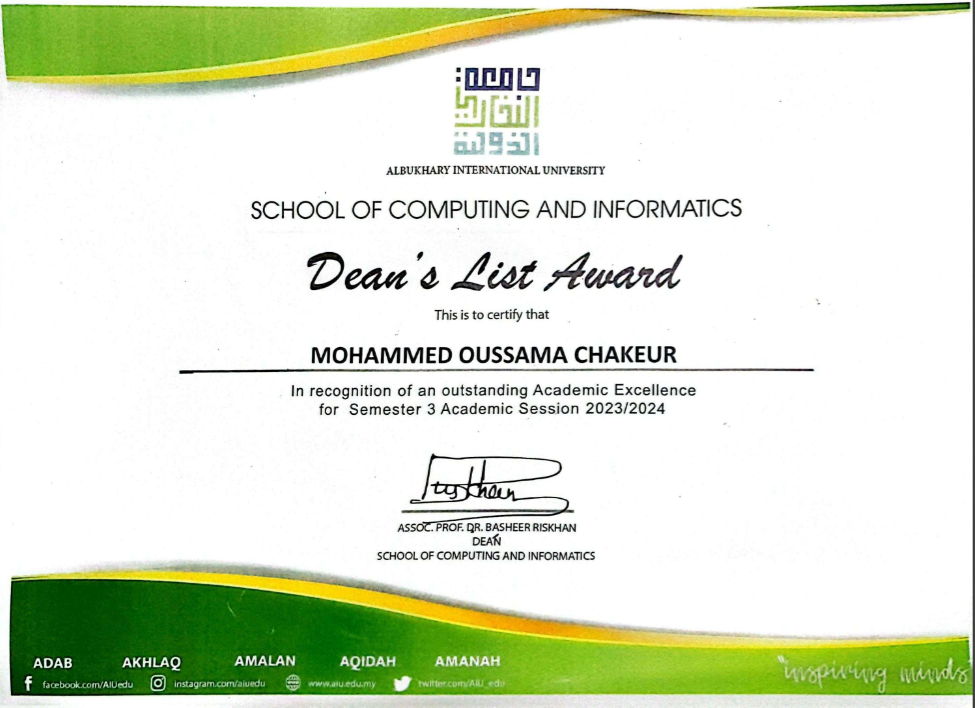 جامعة
البخاري
الدولية
ALBUKHARY INTERNATIONAL UNIVERSITY
SCHOOL OF COMPUTING AND INFORMATICS
Dean's List Award
This is to certify that
MOHAMMED OUSSAMA CHAKEUR
In recognition of an outstanding Academic Excellence
for Semester 3 Academic Session 2023/2024
ASSOC. PROF. DR. BASHEER RISKHAN
DEAN
SCHOOL OF COMPUTING AND INFORMATICS
ADAB AKHLAQ AMALAN AQIDAH AMANAH
facebook.com/AIUedu instagram.com/aiuedu www.aiu.edu.my twitter.com/AIU_edu
"inspiring minds"